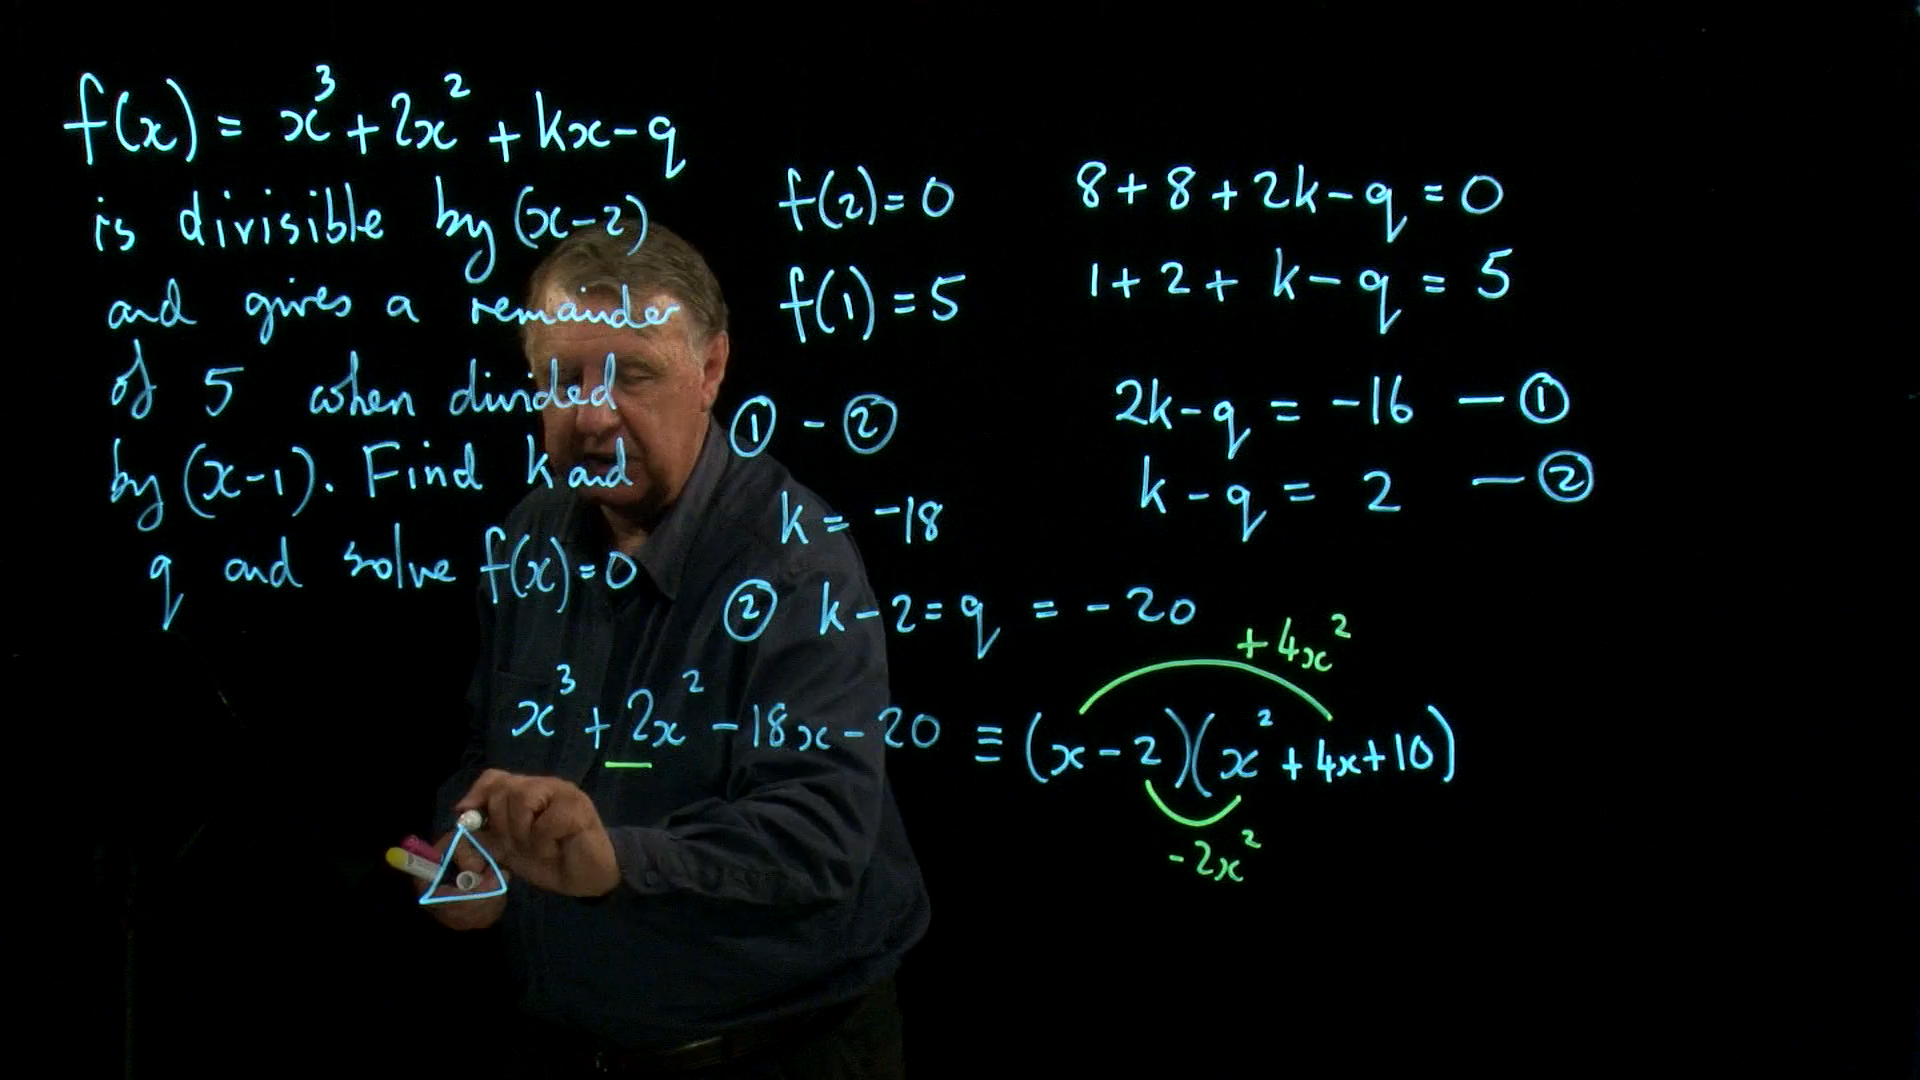 f(x) = x³ + 2x² + kx - q
is divisible by (x-2)
and gives a remainder
of 5 when divided
by (x-1). Find k and
q and solve f(x)=0
f(2) = 0
f(1) = 5
8 + 8 + 2k - q = 0
1 + 2 + k - q = 5
2k - q = -16 — ①
k - q = 2 — ②
① - ②
k = -18
② k - 2 = q = -20
x³ + 2x² - 18x - 20 ≡ (x - 2)(x² + 4x + 10)
+ 4x²
- 2x²
△